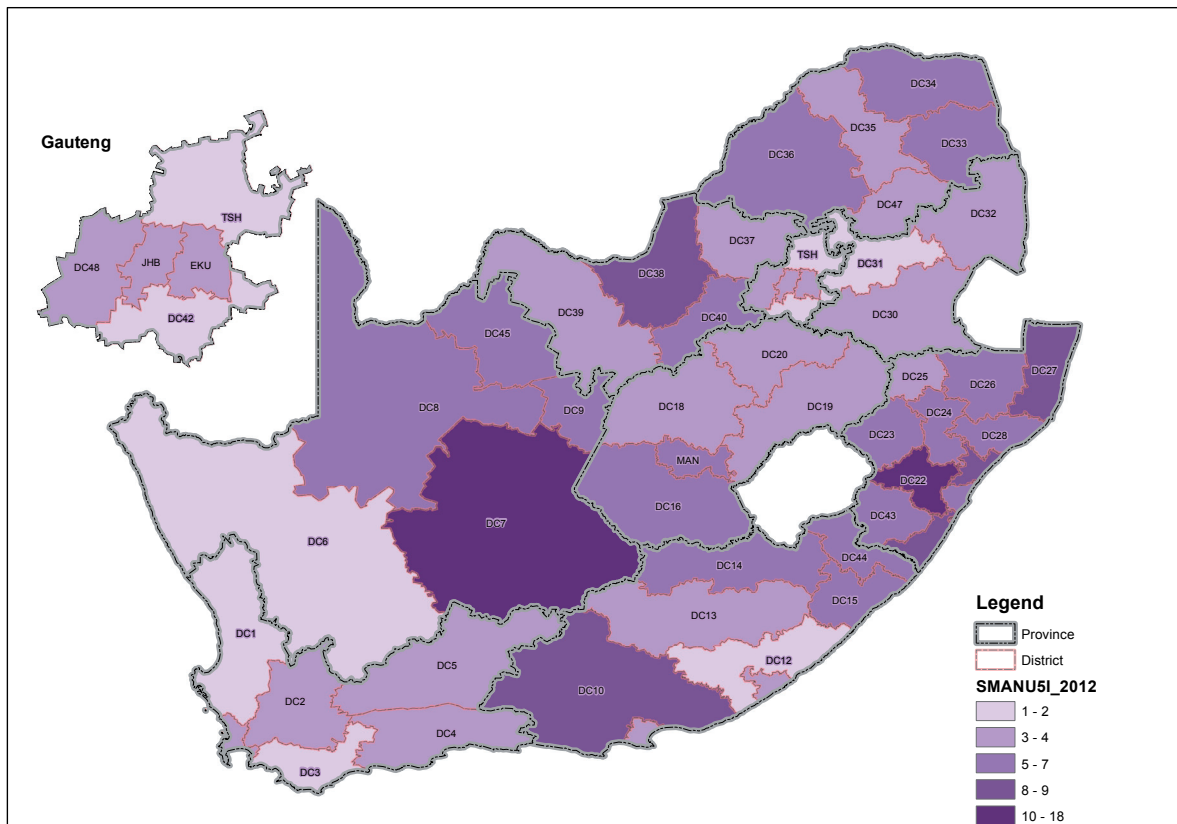 Gauteng
TSH
DC48
JHB
EKU
DC42
DC34
DC35
DC36
DC33
DC47
DC32
DC37
TSH
DC31
DC38
DC39
DC40
DC30
DC45
DC20
DC25
DC26
DC27
DC8
DC9
DC18
DC19
DC24
DC23
DC28
MAN
DC22
DC16
DC43
DC7
DC6
DC44
DC14
DC15
DC13
DC1
DC12
DC5
DC10
DC2
DC4
DC3
Legend
Province
District
SMANU5I_2012
1 - 2
3 - 4
5 - 7
8 - 9
10 - 18